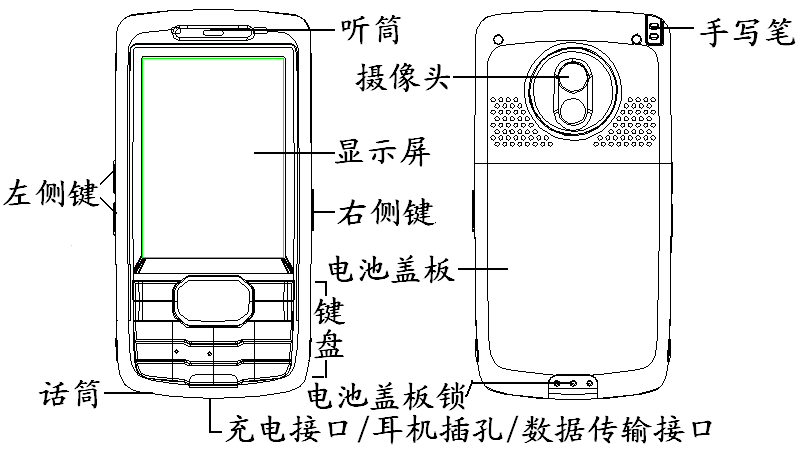 听筒
手写笔
摄像头
显示屏
左侧键
右侧键
电池盖板
键盘
话筒
电池盖板锁
充电接口/耳机插孔/数据传输接口